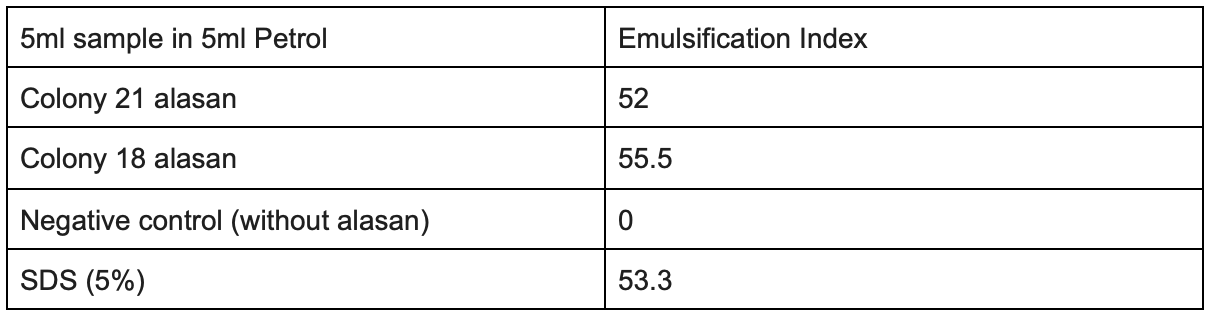 5ml sample in 5ml Petrol Emulsification Index
Colony 21 alasan 52
Colony 18 alasan 55.5
Negative control (without alasan) 0
SDS (5%) 53.3